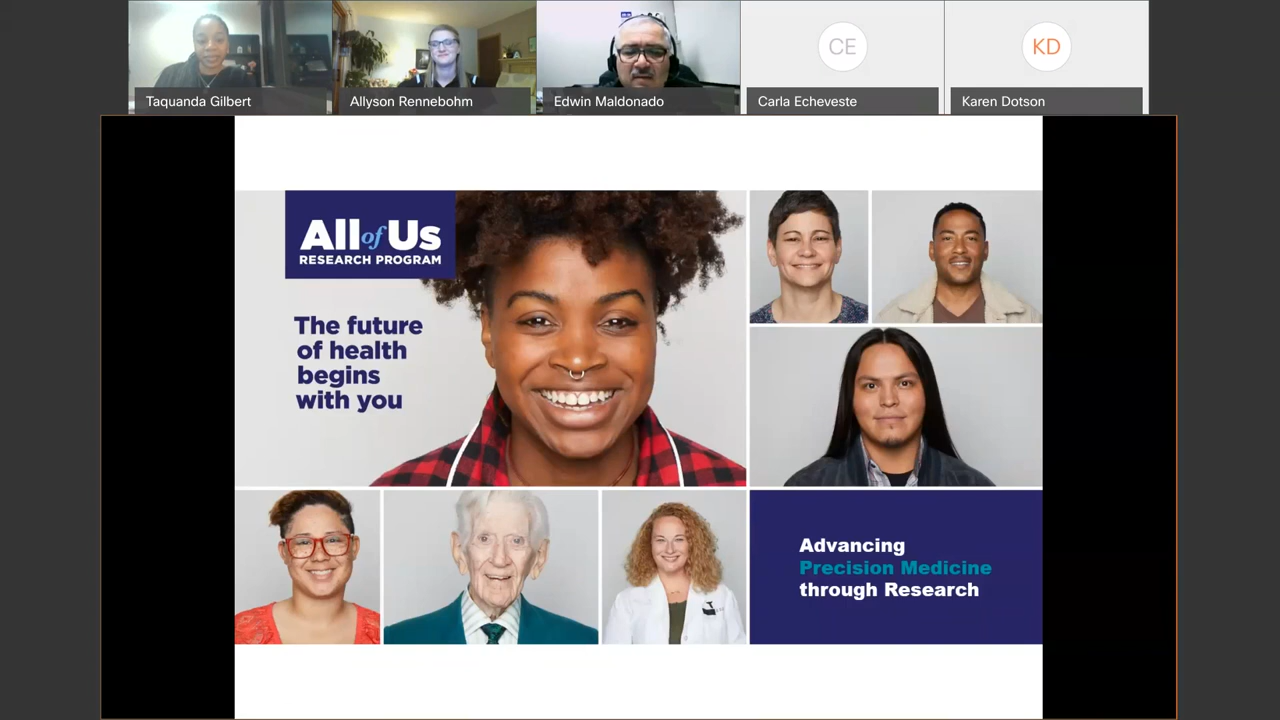 Taquanda Gilbert
Allyson Rennebohm
Edwin Maldonado
CE
Carla Echeveste
KD
Karen Dotson
All of Us
RESEARCH PROGRAM
The future
of health
begins
with you
Advancing
Precision Medicine
through Research